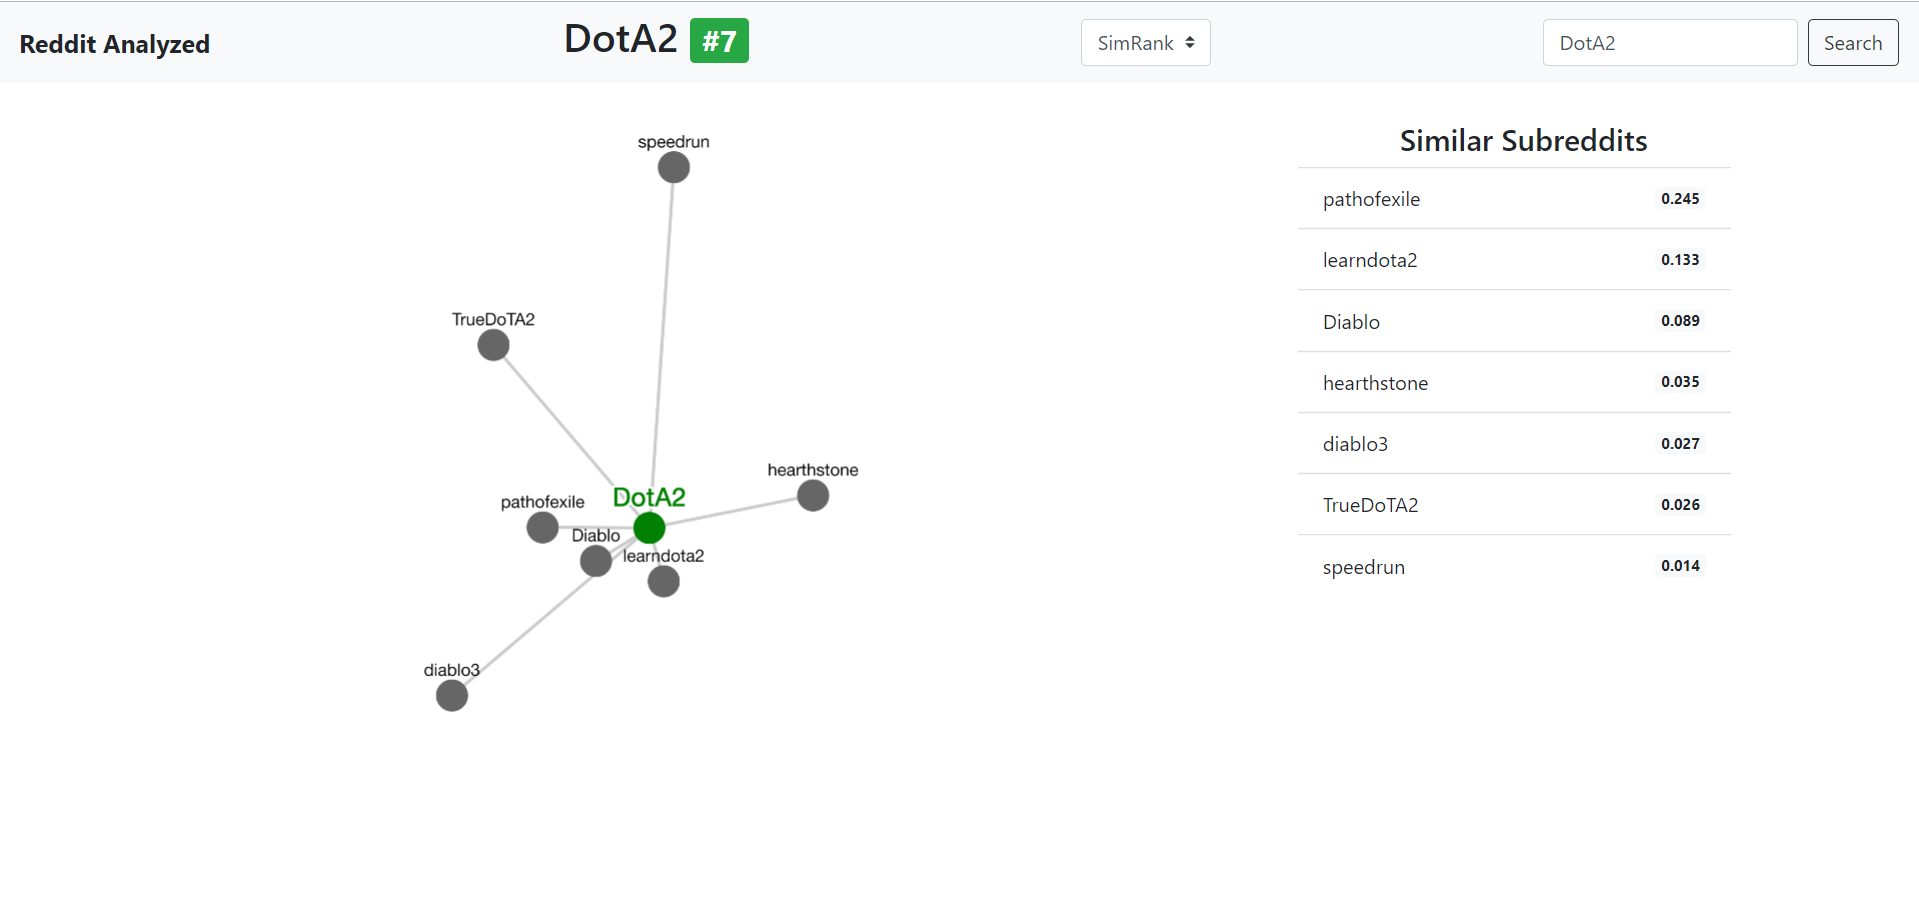 Reddit Analyzed
DotA2 #7
SimRank
DotA2
Search
speedrun
TrueDoTA2
hearthstone
DotA2
pathofexile
Diablo
learndota2
diablo3
Similar Subreddits
pathofexile 0.245
learndota2 0.133
Diablo 0.089
hearthstone 0.035
diablo3 0.027
TrueDoTA2 0.026
speedrun 0.014